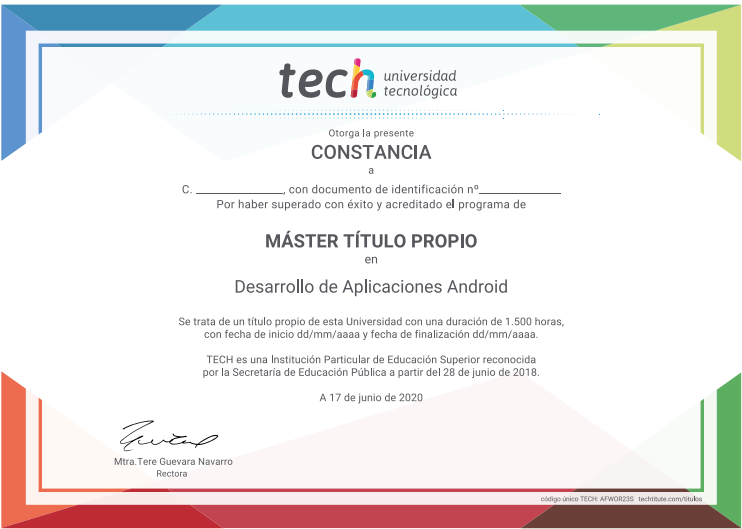 tech universidad
tecnológica
Otorga la presente
CONSTANCIA
a
C. ______________, con documento de identificación nº_____________
Por haber superado con éxito y acreditado el programa de
MÁSTER TÍTULO PROPIO
en
Desarrollo de Aplicaciones Android
Se trata de un título propio de esta Universidad con una duración de 1.500 horas,
con fecha de inicio dd/mm/aaaa y fecha de finalización dd/mm/aaaa.
TECH es una Institución Particular de Educación Superior reconocida
por la Secretaría de Educación Pública a partir del 28 de junio de 2018.
A 17 de junio de 2020
Mtra.Tere Guevara Navarro
Rectora
código único TECH: AFWOR23S techtitute.com/titulos